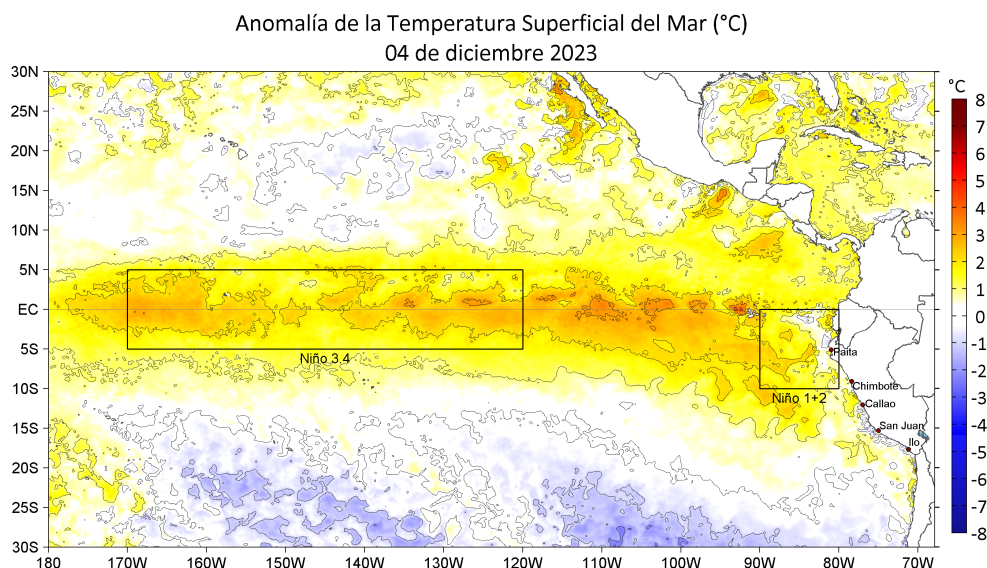 Anomalía de la Temperatura Superficial del Mar (°C)
04 de diciembre 2023
30N
25N
20N
15N
10N
5N
EC
5S
10S
15S
20S
25S
30S
180
170W
160W
150W
140W
130W
120W
110W
100W
90W
80W
70W
Niño 3.4
Niño 1+2
Paita
Chimbote
Callao
San Juan
Ilo
°C
8
7
6
5
4
3
2
1
0
-1
-2
-3
-4
-5
-6
-7
-8